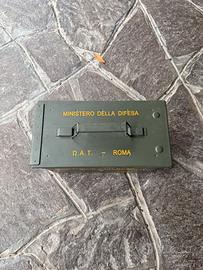 MINISTERO DELLA DIFESA
O.A.T. - ROMA